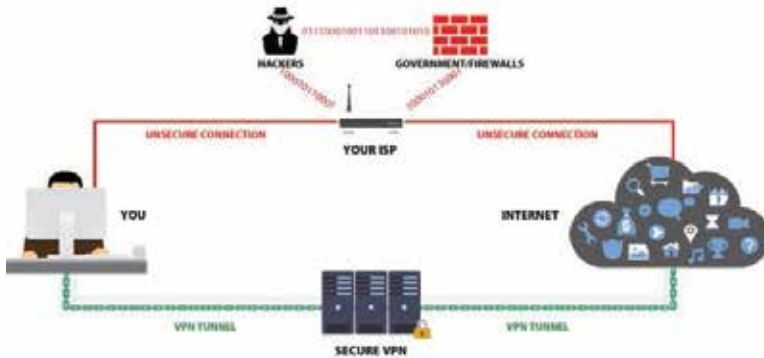 HACKERS
GOVERNMENT/FIREWALLS
UNSECURE CONNECTION
UNSECURE CONNECTION
YOUR ISP
YOU
INTERNET
VPN TUNNEL
VPN TUNNEL
SECURE VPN